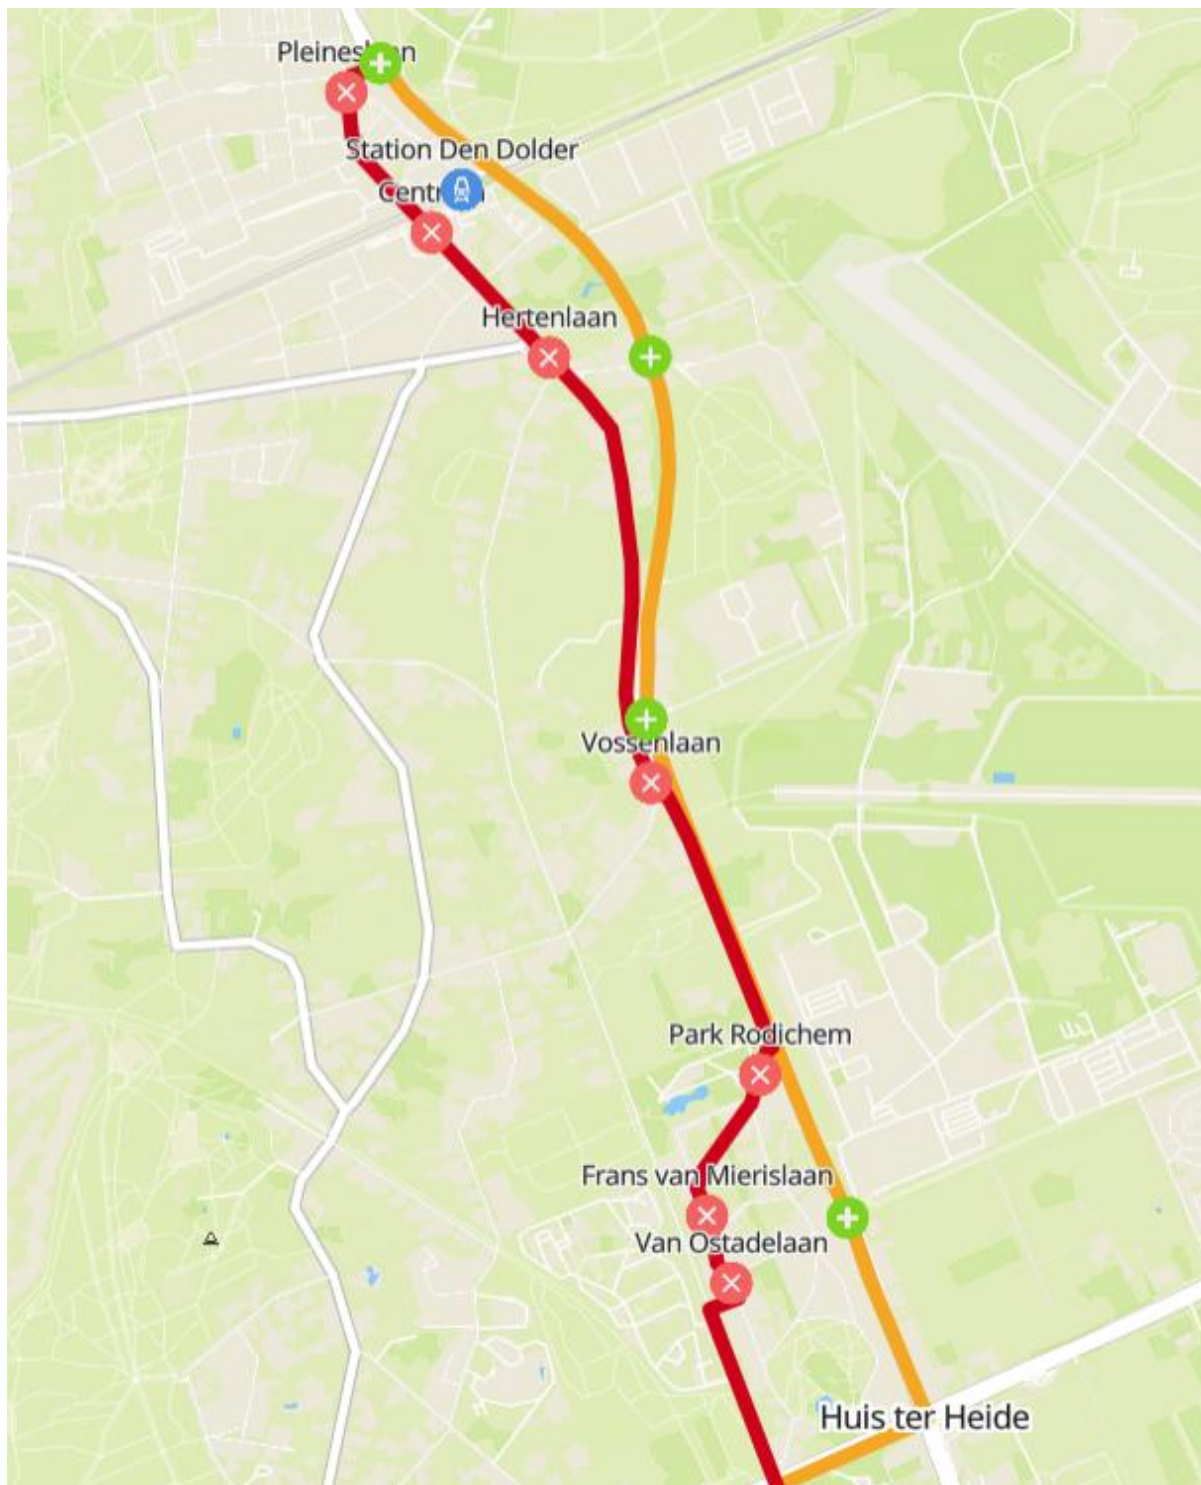 Station Den Dolder
Hertenlaan
Vossenlaan
Park Rodichem
Frans van Mierislaan
Van Ostadelaan
Huis ter Heide